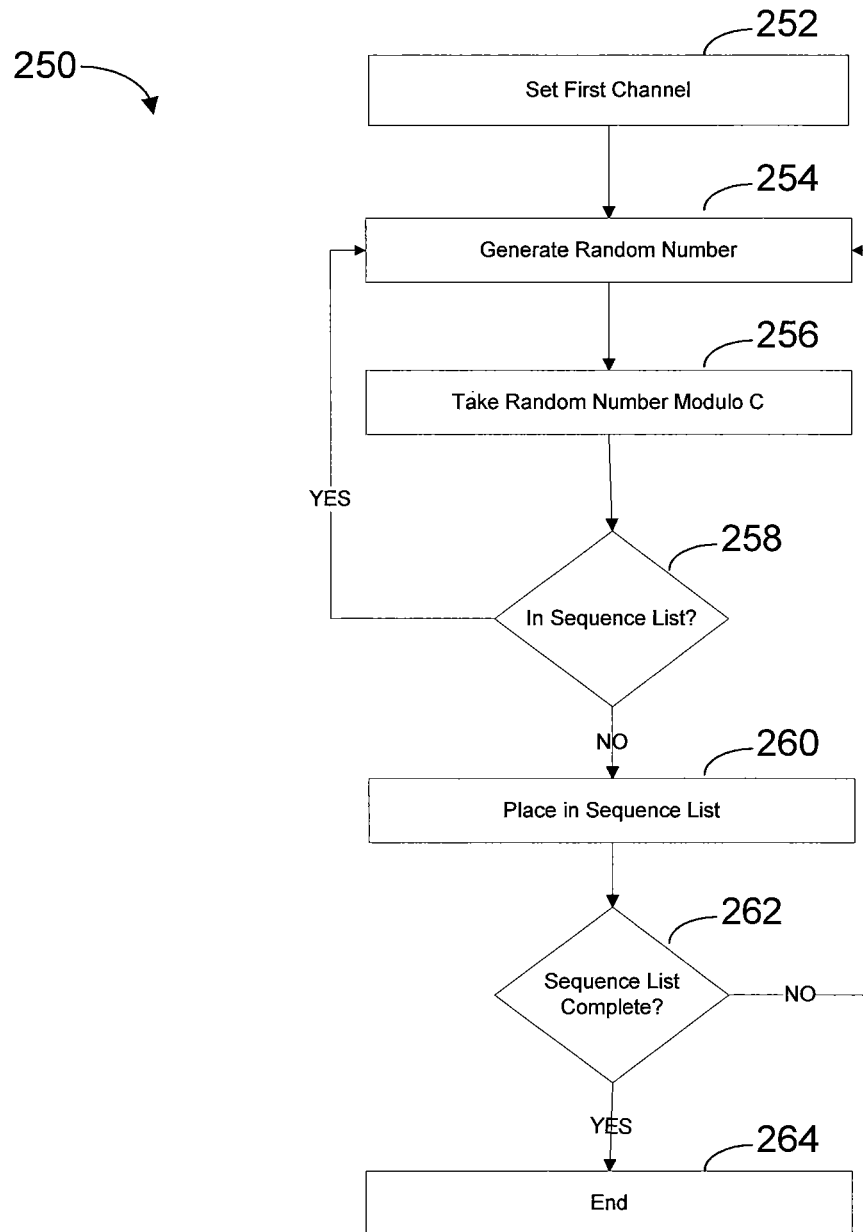 252
250
Set First Channel
254
Generate Random Number
256
Take Random Number Modulo C
YES
258
In Sequence List?
NO
260
Place in Sequence List
262
Sequence List
Complete?
NO
YES
264
End